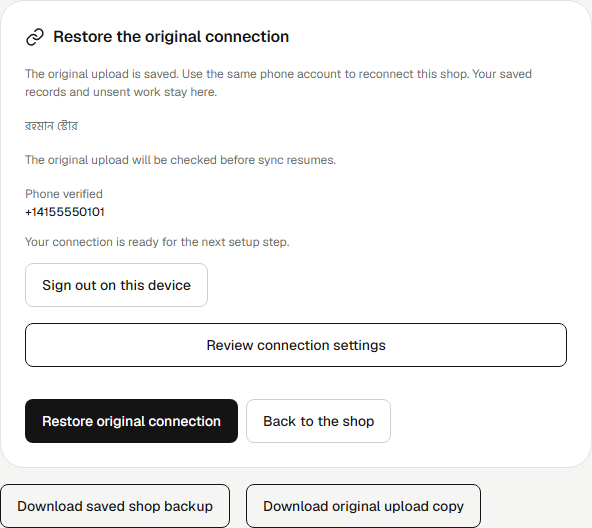 Restore the original connection
The original upload is saved. Use the same phone account to reconnect this shop. Your saved
records and unsent work stay here.
রহমান স্টোর
The original upload will be checked before sync resumes.
Phone verified
+14155550101
Your connection is ready for the next setup step.
Sign out on this device
Review connection settings
Restore original connection
Back to the shop
Download saved shop backup
Download original upload copy